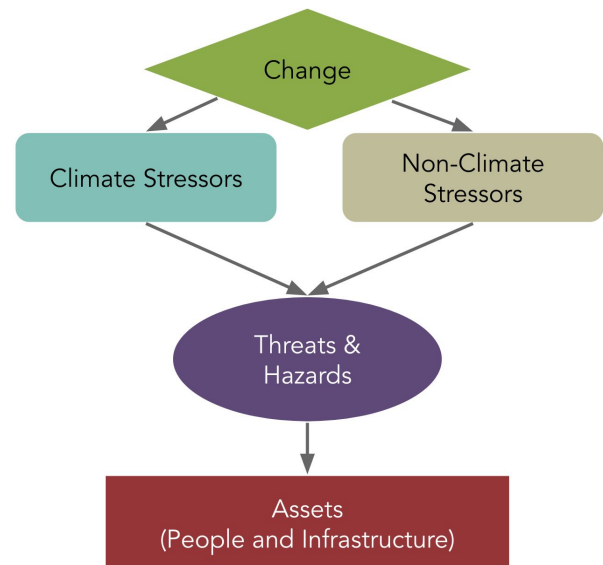 Change
Climate Stressors
Non-Climate
Stressors
Threats &
Hazards
Assets
(People and Infrastructure)